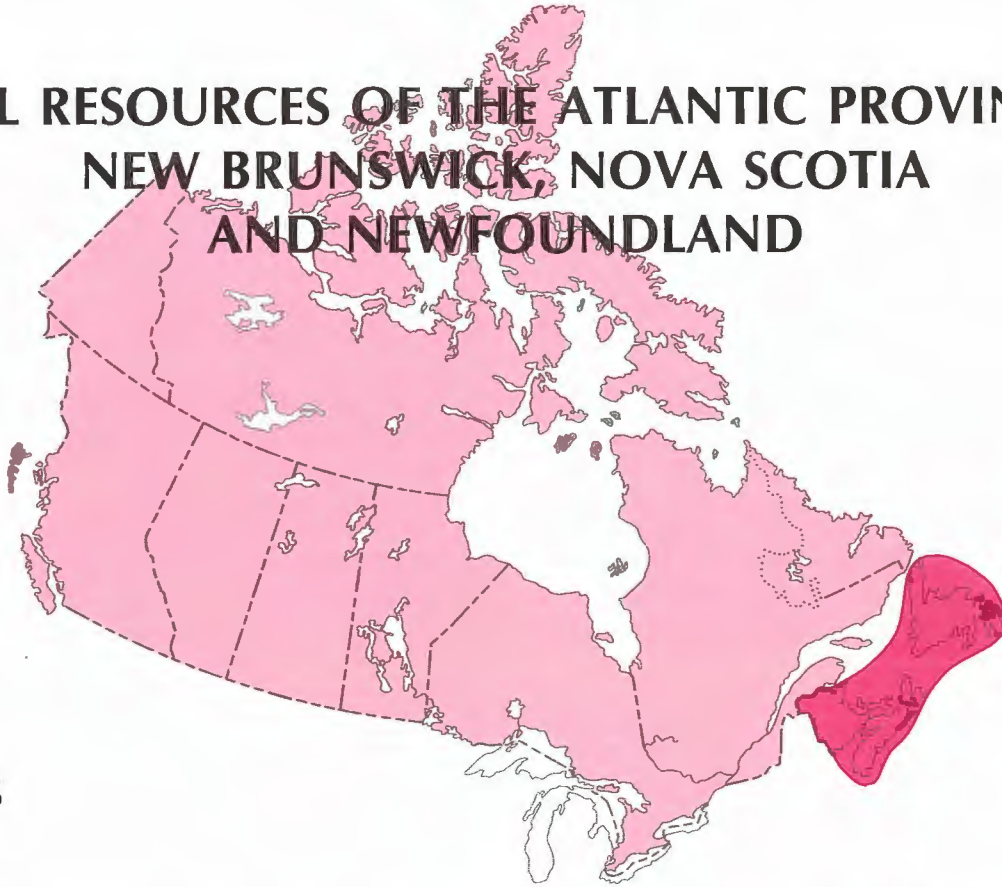 L RESOURCES OF THE ATLANTIC PROVIN
NEW BRUNSWICK, NOVA SCOTIA
AND NEWFOUNDLAND